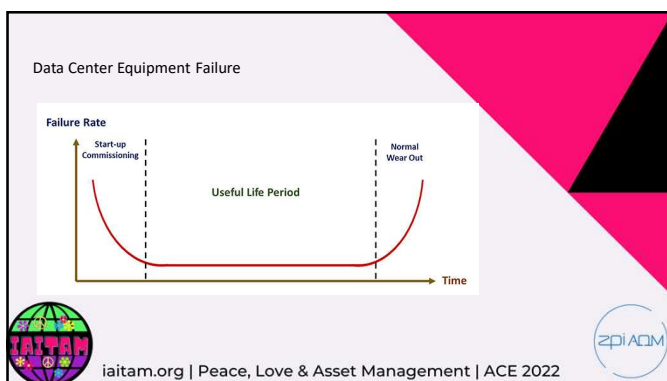 Data Center Equipment Failure
Failure Rate
Start-up
Commissioning
Normal
Wear Out
Useful Life Period
Time
IAITAM
iaitam.org | Peace, Love & Asset Management | ACE 2022